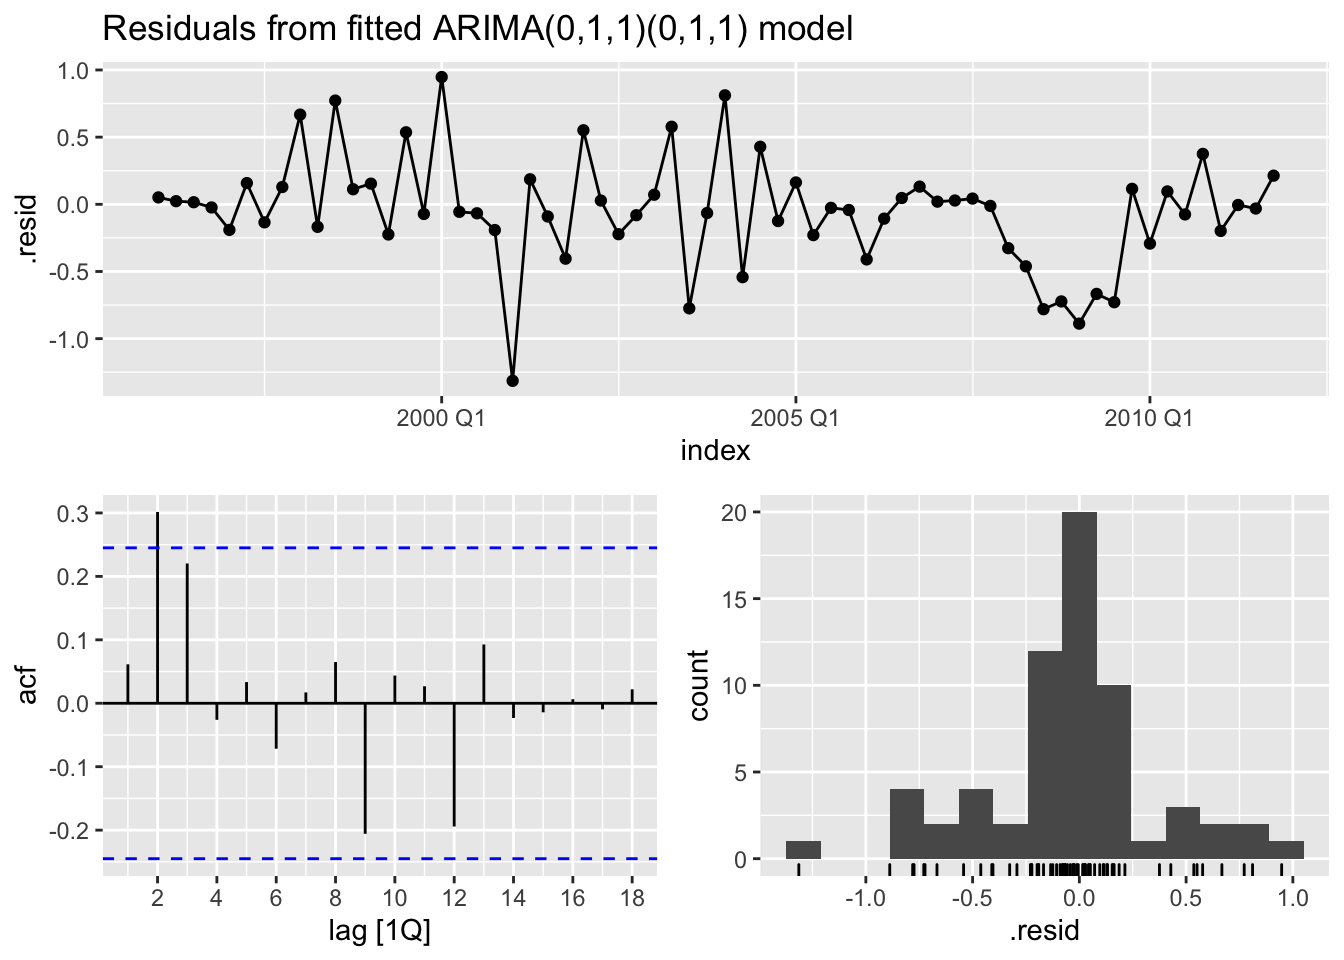 Residuals from fitted ARIMA(0,1,1)(0,1,1) model
1.0
0.5
0.0
-0.5
-1.0
.resid
2000 Q1 2005 Q1 2010 Q1
index
0.3
0.2
0.1
0.0
-0.1
-0.2
acf
2 4 6 8 10 12 14 16 18
lag [1Q]
20
15
10
5
0
count
-1.0 -0.5 0.0 0.5 1.0
.resid